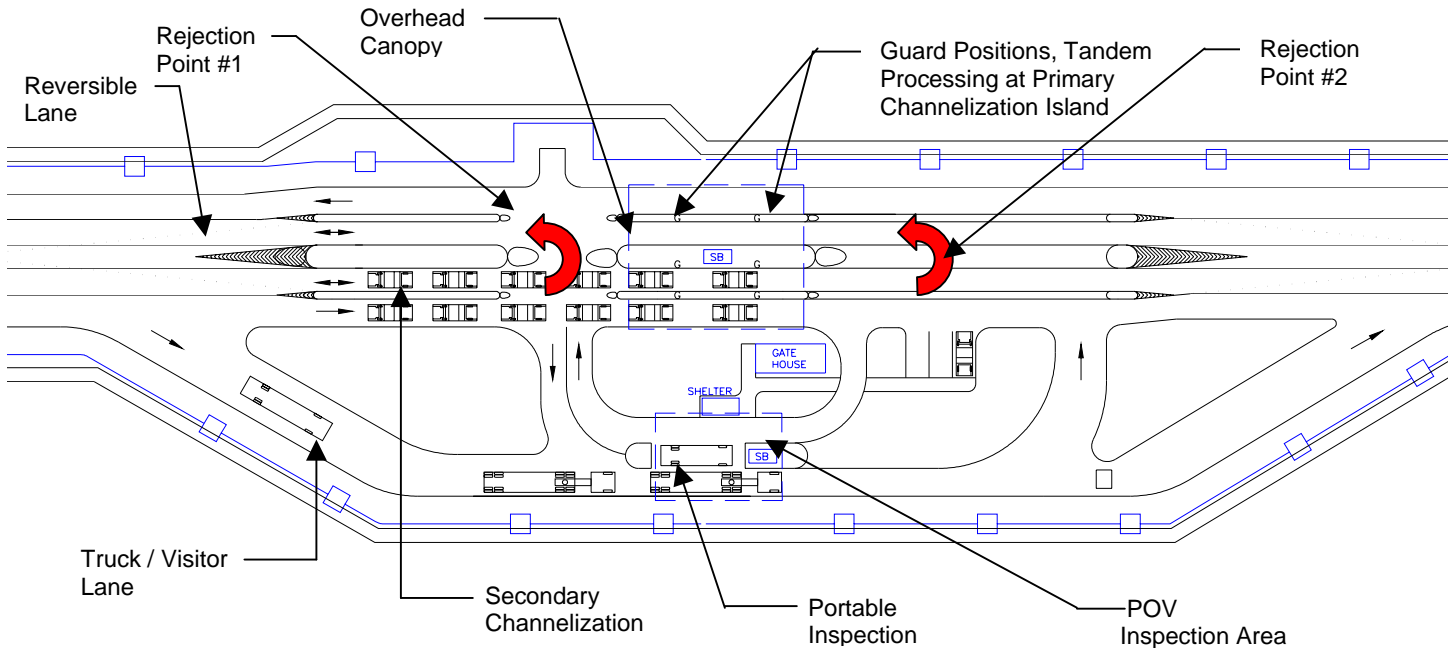 Overhead
Canopy
Rejection
Point #1
Guard Positions, Tandem
Processing at Primary
Channelization Island
Rejection
Point #2
Reversible
Lane
G
G
SB
G
G
G
G
GATE
HOUSE
SHELTER
SB
Truck / Visitor
Lane
Secondary
Channelization
Portable
Inspection
POV
Inspection Area